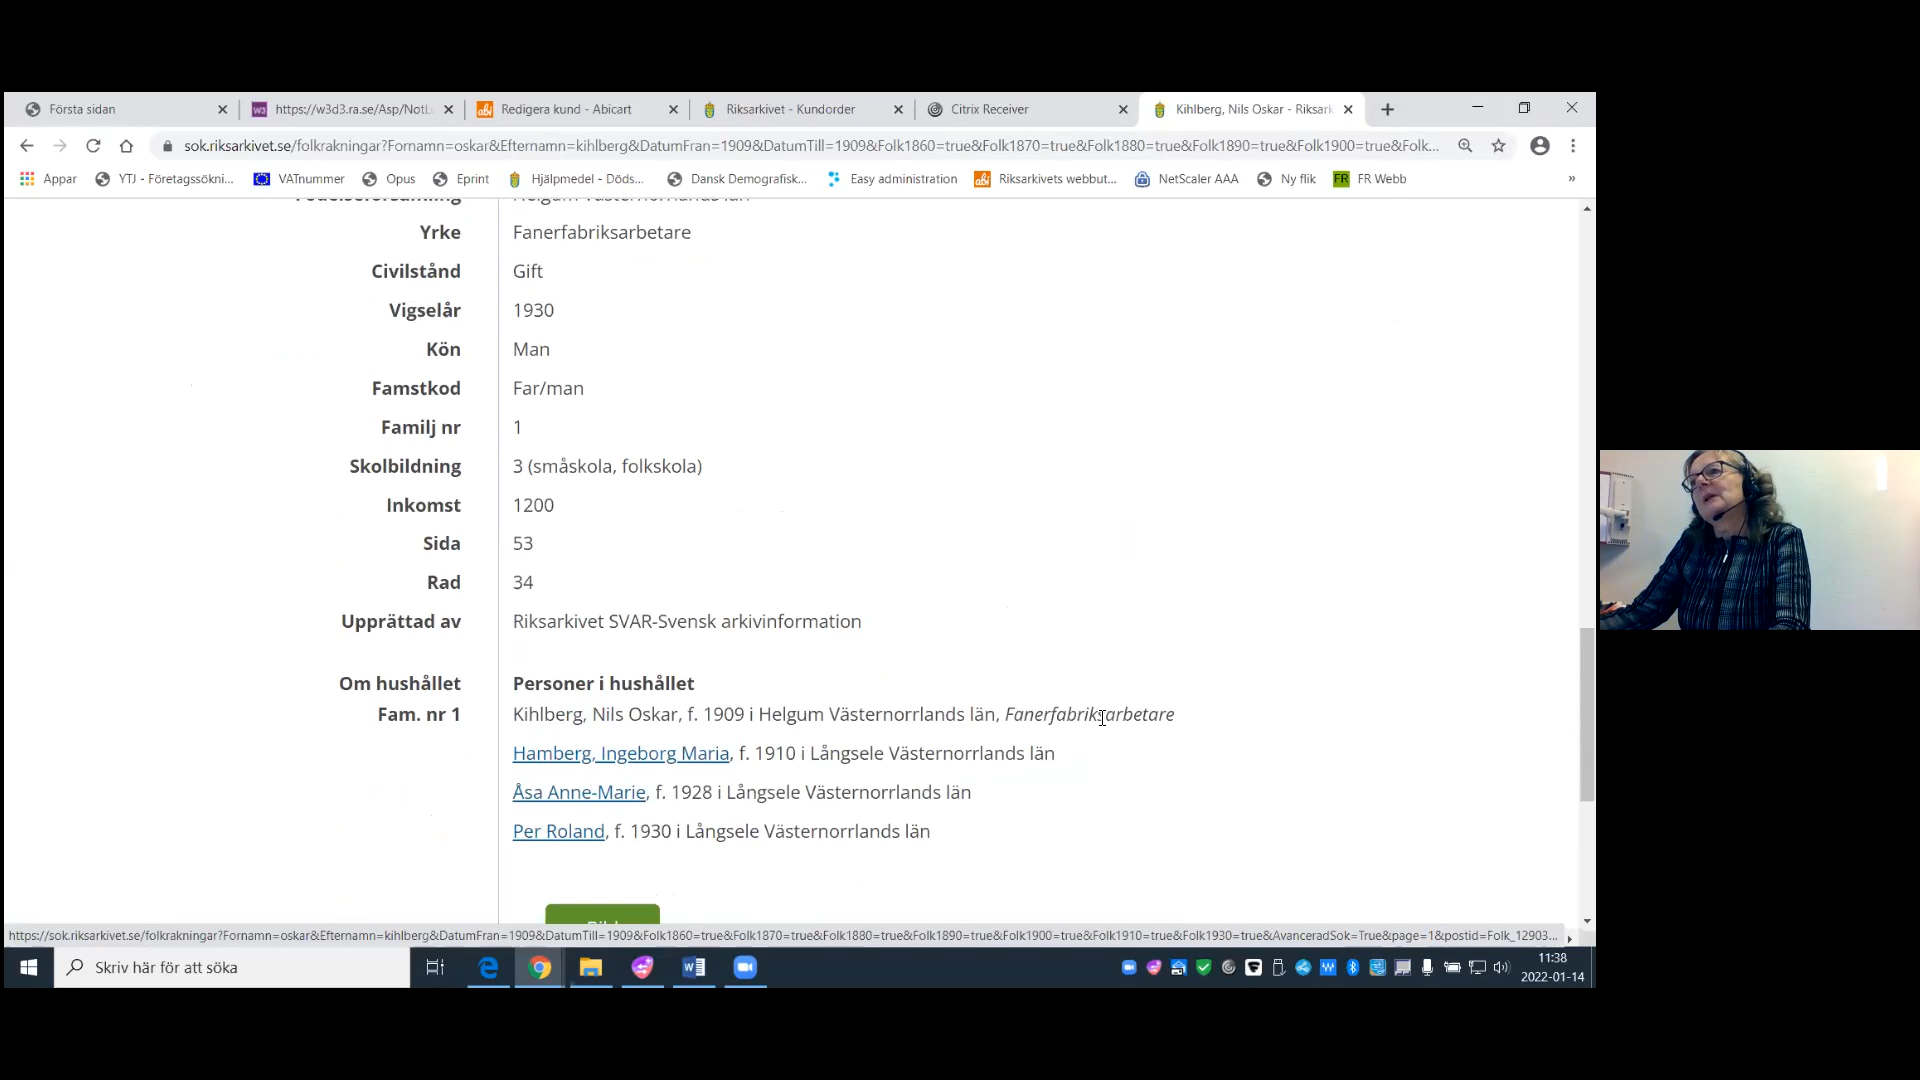 Första sidan
https://w3d3.ra.se/Asp/NotL
Redigera kund - Abicart
Riksarkivet - Kundorder
Citrix Receiver
Kihlberg, Nils Oskar - Riksark
sok.riksarkivet.se/folkrakningar?Fornamn=oskar&Efternamn=kihlberg&DatumFran=1909&DatumTill=1909&Folk1860=true&Folk1870=true&Folk1880=true&Folk1890=true&Folk1900=true&Folk...
Appar
YTJ - Företagssökni...
VATnummer
Opus
Eprint
Hjälpmedel - Döds...
Dansk Demografisk...
Easy administration
Riksarkivets webbut...
NetScaler AAA
Ny flik
FR Webb
»
Födelseförsamling Helgum Västernorrlands län
Yrke Fanerfabriksarbetare
Civilstånd Gift
Vigselår 1930
Kön Man
Famstkod Far/man
Familj nr 1
Skolbildning 3 (småskola, folkskola)
Inkomst 1200
Sida 53
Rad 34
Upprättad av Riksarkivet SVAR-Svensk arkivinformation
Om hushållet Personer i hushållet
Fam. nr 1 Kihlberg, Nils Oskar, f. 1909 i Helgum Västernorrlands län, Fanerfabriksarbetare
Hamberg, Ingeborg Maria, f. 1910 i Långsele Västernorrlands län
Åsa Anne-Marie, f. 1928 i Långsele Västernorrlands län
Per Roland, f. 1930 i Långsele Västernorrlands län
https://sok.riksarkivet.se/folkrakningar?Fornamn=oskar&Efternamn=kihlberg&DatumFran=1909&DatumTill=1909&Folk1860=true&Folk1870=true&Folk1880=true&Folk1890=true&Folk1900=true&Folk1910=true&Folk1930=true&AvanceradSok=True&page=1&postid=Folk_12903...
Skriv här för att söka
11:38
2022-01-14